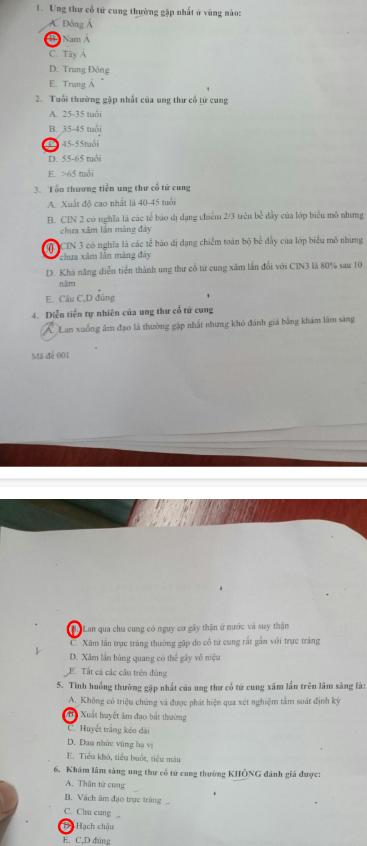 1. Ung thư cổ tử cung thường gặp nhất ở vùng nào:
A. Đông Á
B. Nam Á
C. Tây Á
D. Trung Đông
E. Trung Á
2. Tuổi thường gặp nhất của ung thư cổ tử cung
A. 25-35 tuổi
B. 35-45 tuổi
C. 45-55tuổi
D. 55-65 tuổi
E. >65 tuổi
3. Tổn thương tiền ung thư cổ tử cung
A. Xuất độ cao nhất là 40-45 tuổi
B. CIN 2 có nghĩa là các tế bào dị dạng chiếm 2/3 trên bề dầy của lớp biểu mô nhưng
chưa xâm lấn màng đáy
CIN 3 có nghĩa là các tế bào dị dạng chiếm toàn bộ bề dầy của lớp biểu mô nhưng
chưa xâm lấn màng đáy
D. Khả năng diễn tiến thành ung thư cổ tử cung xâm lấn đối với CIN3 là 80% sau 10
năm
E. Câu C,D đúng
4. Diễn tiến tự nhiên của ung thư cổ tử cung
A. Lan xuống âm đạo là thường gặp nhất nhưng khó đánh giá bằng khám lâm sàng
Mã đề 001
B. Lan qua chu cung có nguy cơ gây thận ứ nước và suy thận
C. Xâm lấn trực tràng thường gặp do cổ tử cung rất gần với trực tràng
D. Xâm lấn bàng quang có thể gây vô niệu
E. Tất cả các câu trên đúng
5. Tình huống thường gặp nhất của ung thư cổ tử cung xâm lấn trên lâm sàng là:
A. Không có triệu chứng và được phát hiện qua xét nghiệm tầm soát định kỳ
B. Xuất huyết âm đạo bất thường
C. Huyết trắng kéo dài
D. Đau nhức vùng hạ vị
E. Tiểu khó, tiểu buốt, tiểu máu
6. Khám lâm sàng ung thư cổ tử cung thường KHÔNG đánh giá được:
A. Thân tử cung
B. Vách âm đạo trực tràng
C. Chu cung
D. Hạch chậu
E. C,D đúng